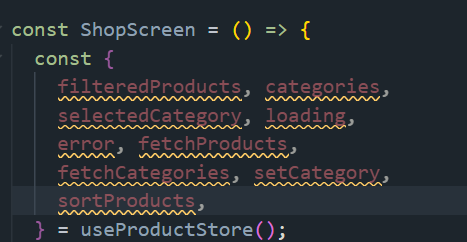 const ShopScreen = () => {
const {
filteredProducts, categories,
selectedCategory, loading,
error, fetchProducts,
fetchCategories, setCategory,
sortProducts,
} = useProductStore();